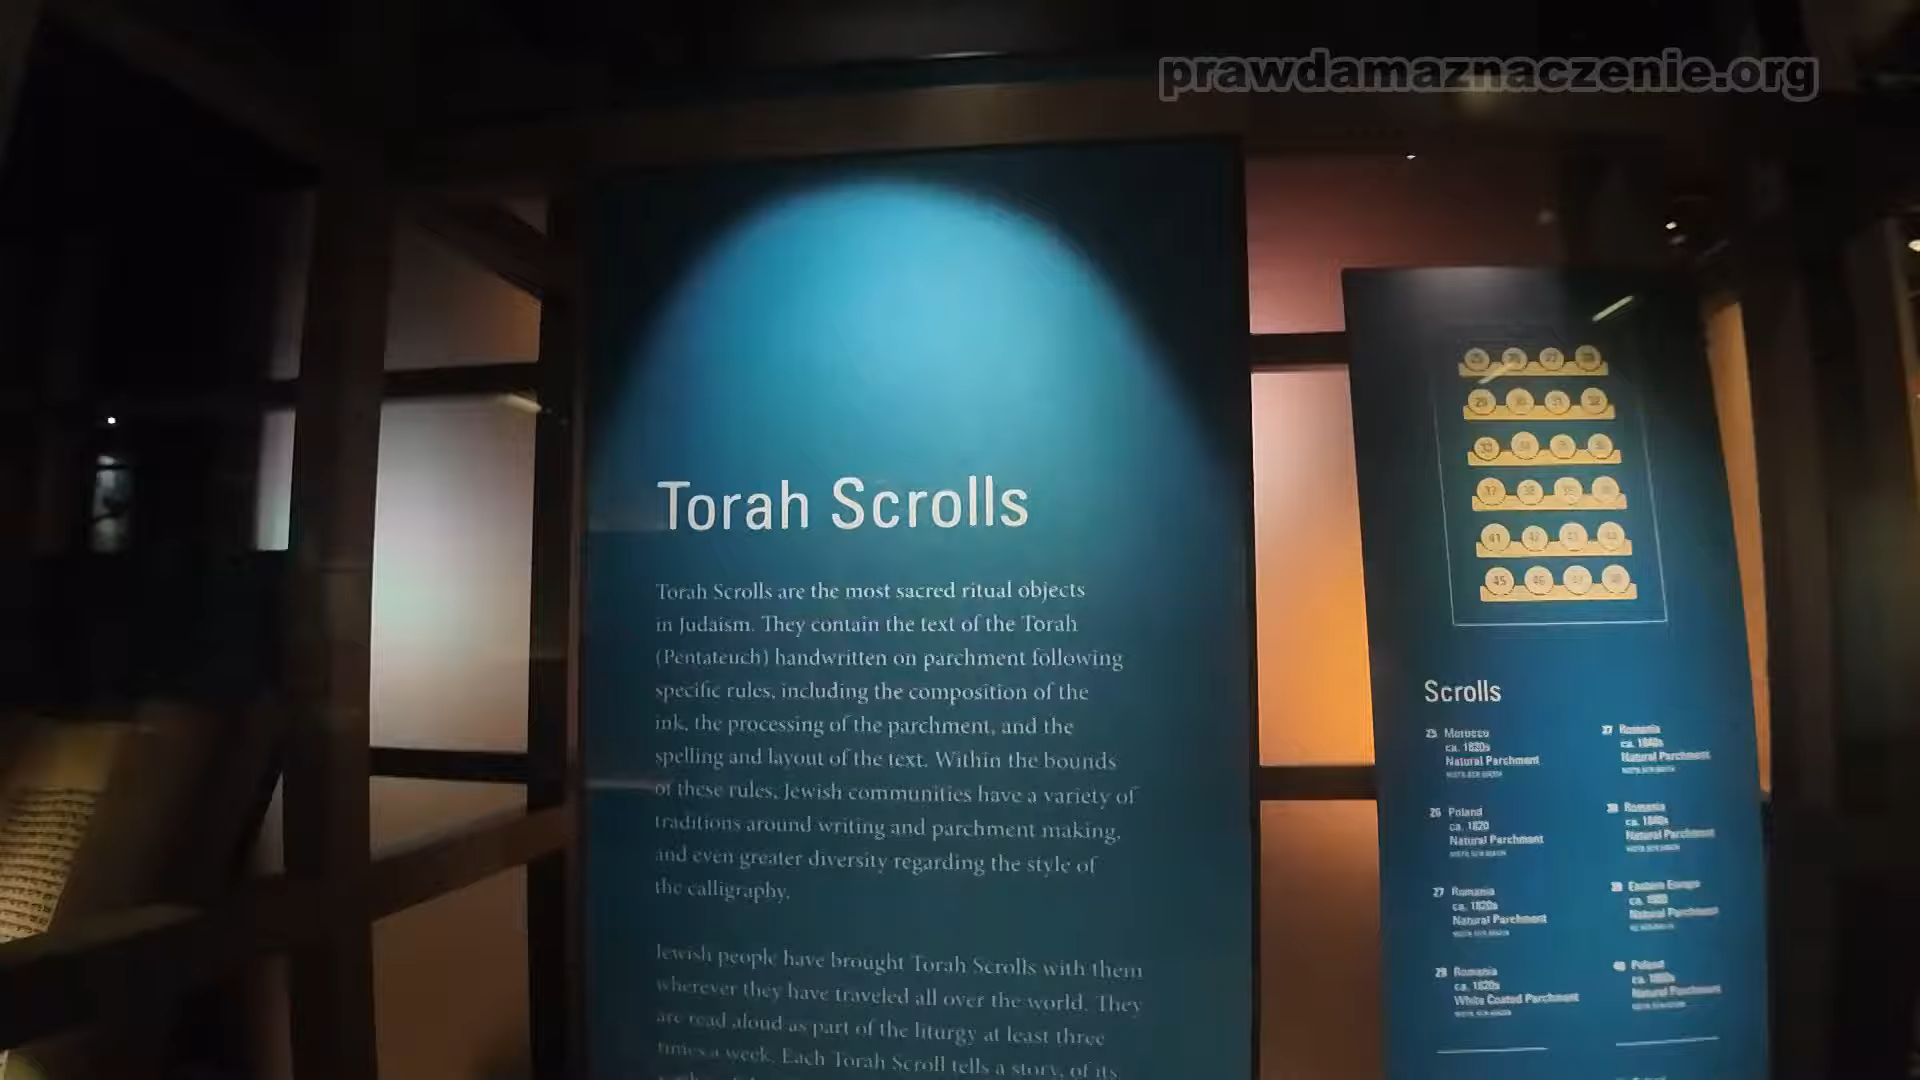 prawdamaznaczenie.org
Torah Scrolls
Torah Scrolls are the most sacred ritual objects
in Judaism. They contain the text of the Torah
(Pentateuch) handwritten on parchment following
specific rules, including the composition of the
ink, the processing of the parchment, and the
spelling and layout of the text. Within the bounds
of these rules, Jewish communities have a variety of
traditions around writing and parchment making,
and even greater diversity regarding the style of
the calligraphy.
Jewish people have brought Torah Scrolls with them
wherever they have traveled all over the world. They
are read aloud as part of the liturgy at least three
times a week. Each Torah Scroll tells a story, of its
41
45 46
Scrolls
25 Morocco
ca. 1820s
Natural Parchment
26 Poland
ca. 1820
Natural Parchment
27 Romania
ca. 1820s
Natural Parchment
28 Romania
ca. 1820s
White Coated Parchment
37 Romania
ca. 1840s
Natural Parchment
Romania
ca. 1840s
Natural Parchment
Eastern Europe
ca.
Natural Parchment
40 Poland
ca.
Natural Parchment